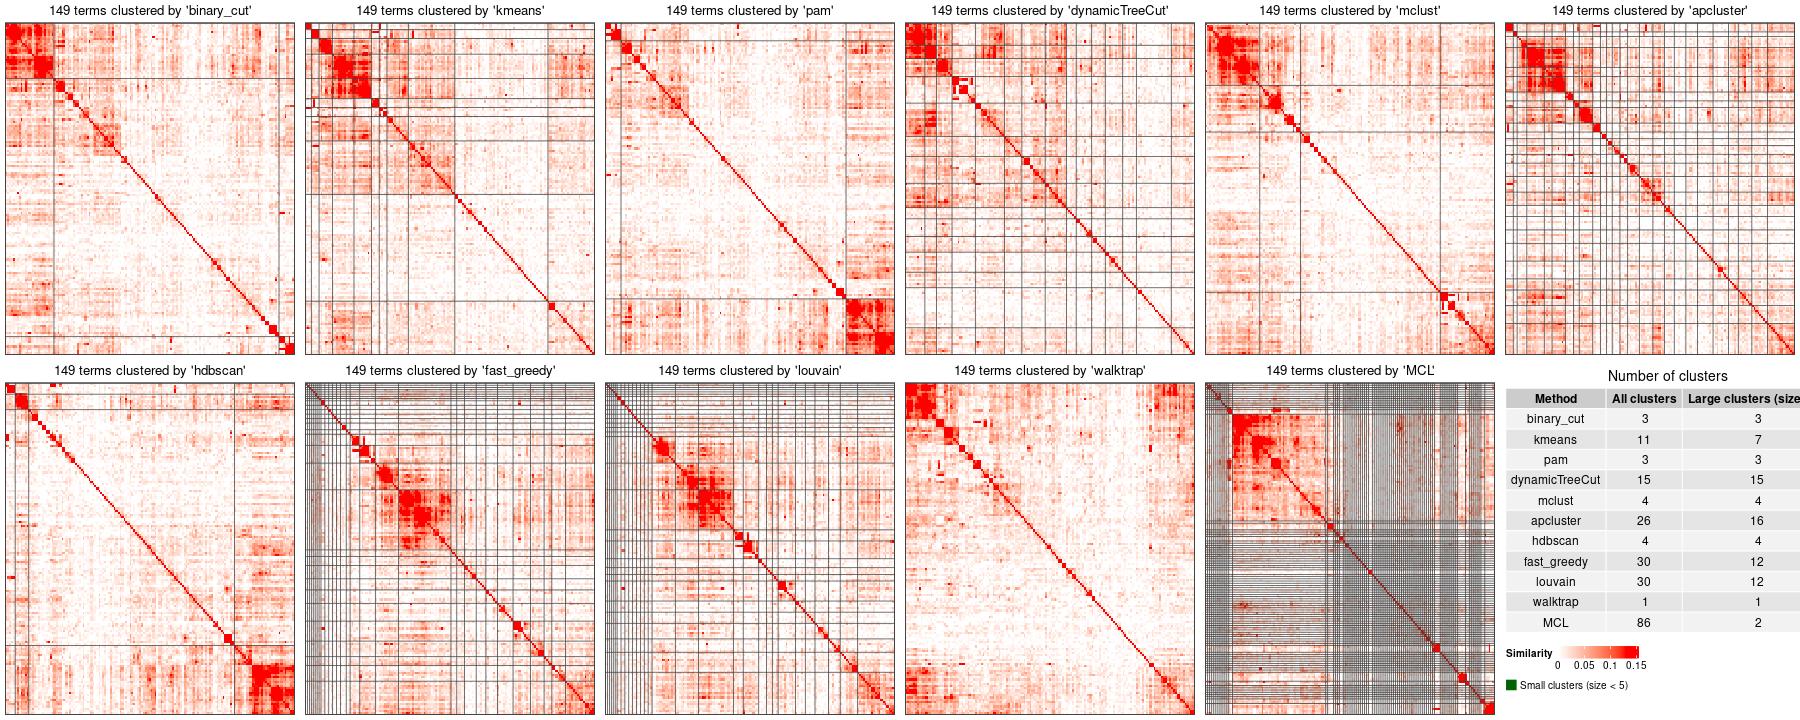 149 terms clustered by 'binary_cut'
149 terms clustered by 'kmeans'
149 terms clustered by 'pam'
149 terms clustered by 'dynamicTreeCut'
149 terms clustered by 'mclust'
149 terms clustered by 'apcluster'
149 terms clustered by 'hdbscan'
149 terms clustered by 'fast_greedy'
149 terms clustered by 'louvain'
149 terms clustered by 'walktrap'
149 terms clustered by 'MCL'
Number of clusters
Method All clusters Large clusters (size
binary_cut 3 3
kmeans 11 7
pam 3 3
dynamicTreeCut 15 15
mclust 4 4
apcluster 26 16
hdbscan 4 4
fast_greedy 30 12
louvain 30 12
walktrap 1 1
MCL 86 2
Similarity
0 0.05 0.1 0.15
Small clusters (size < 5)